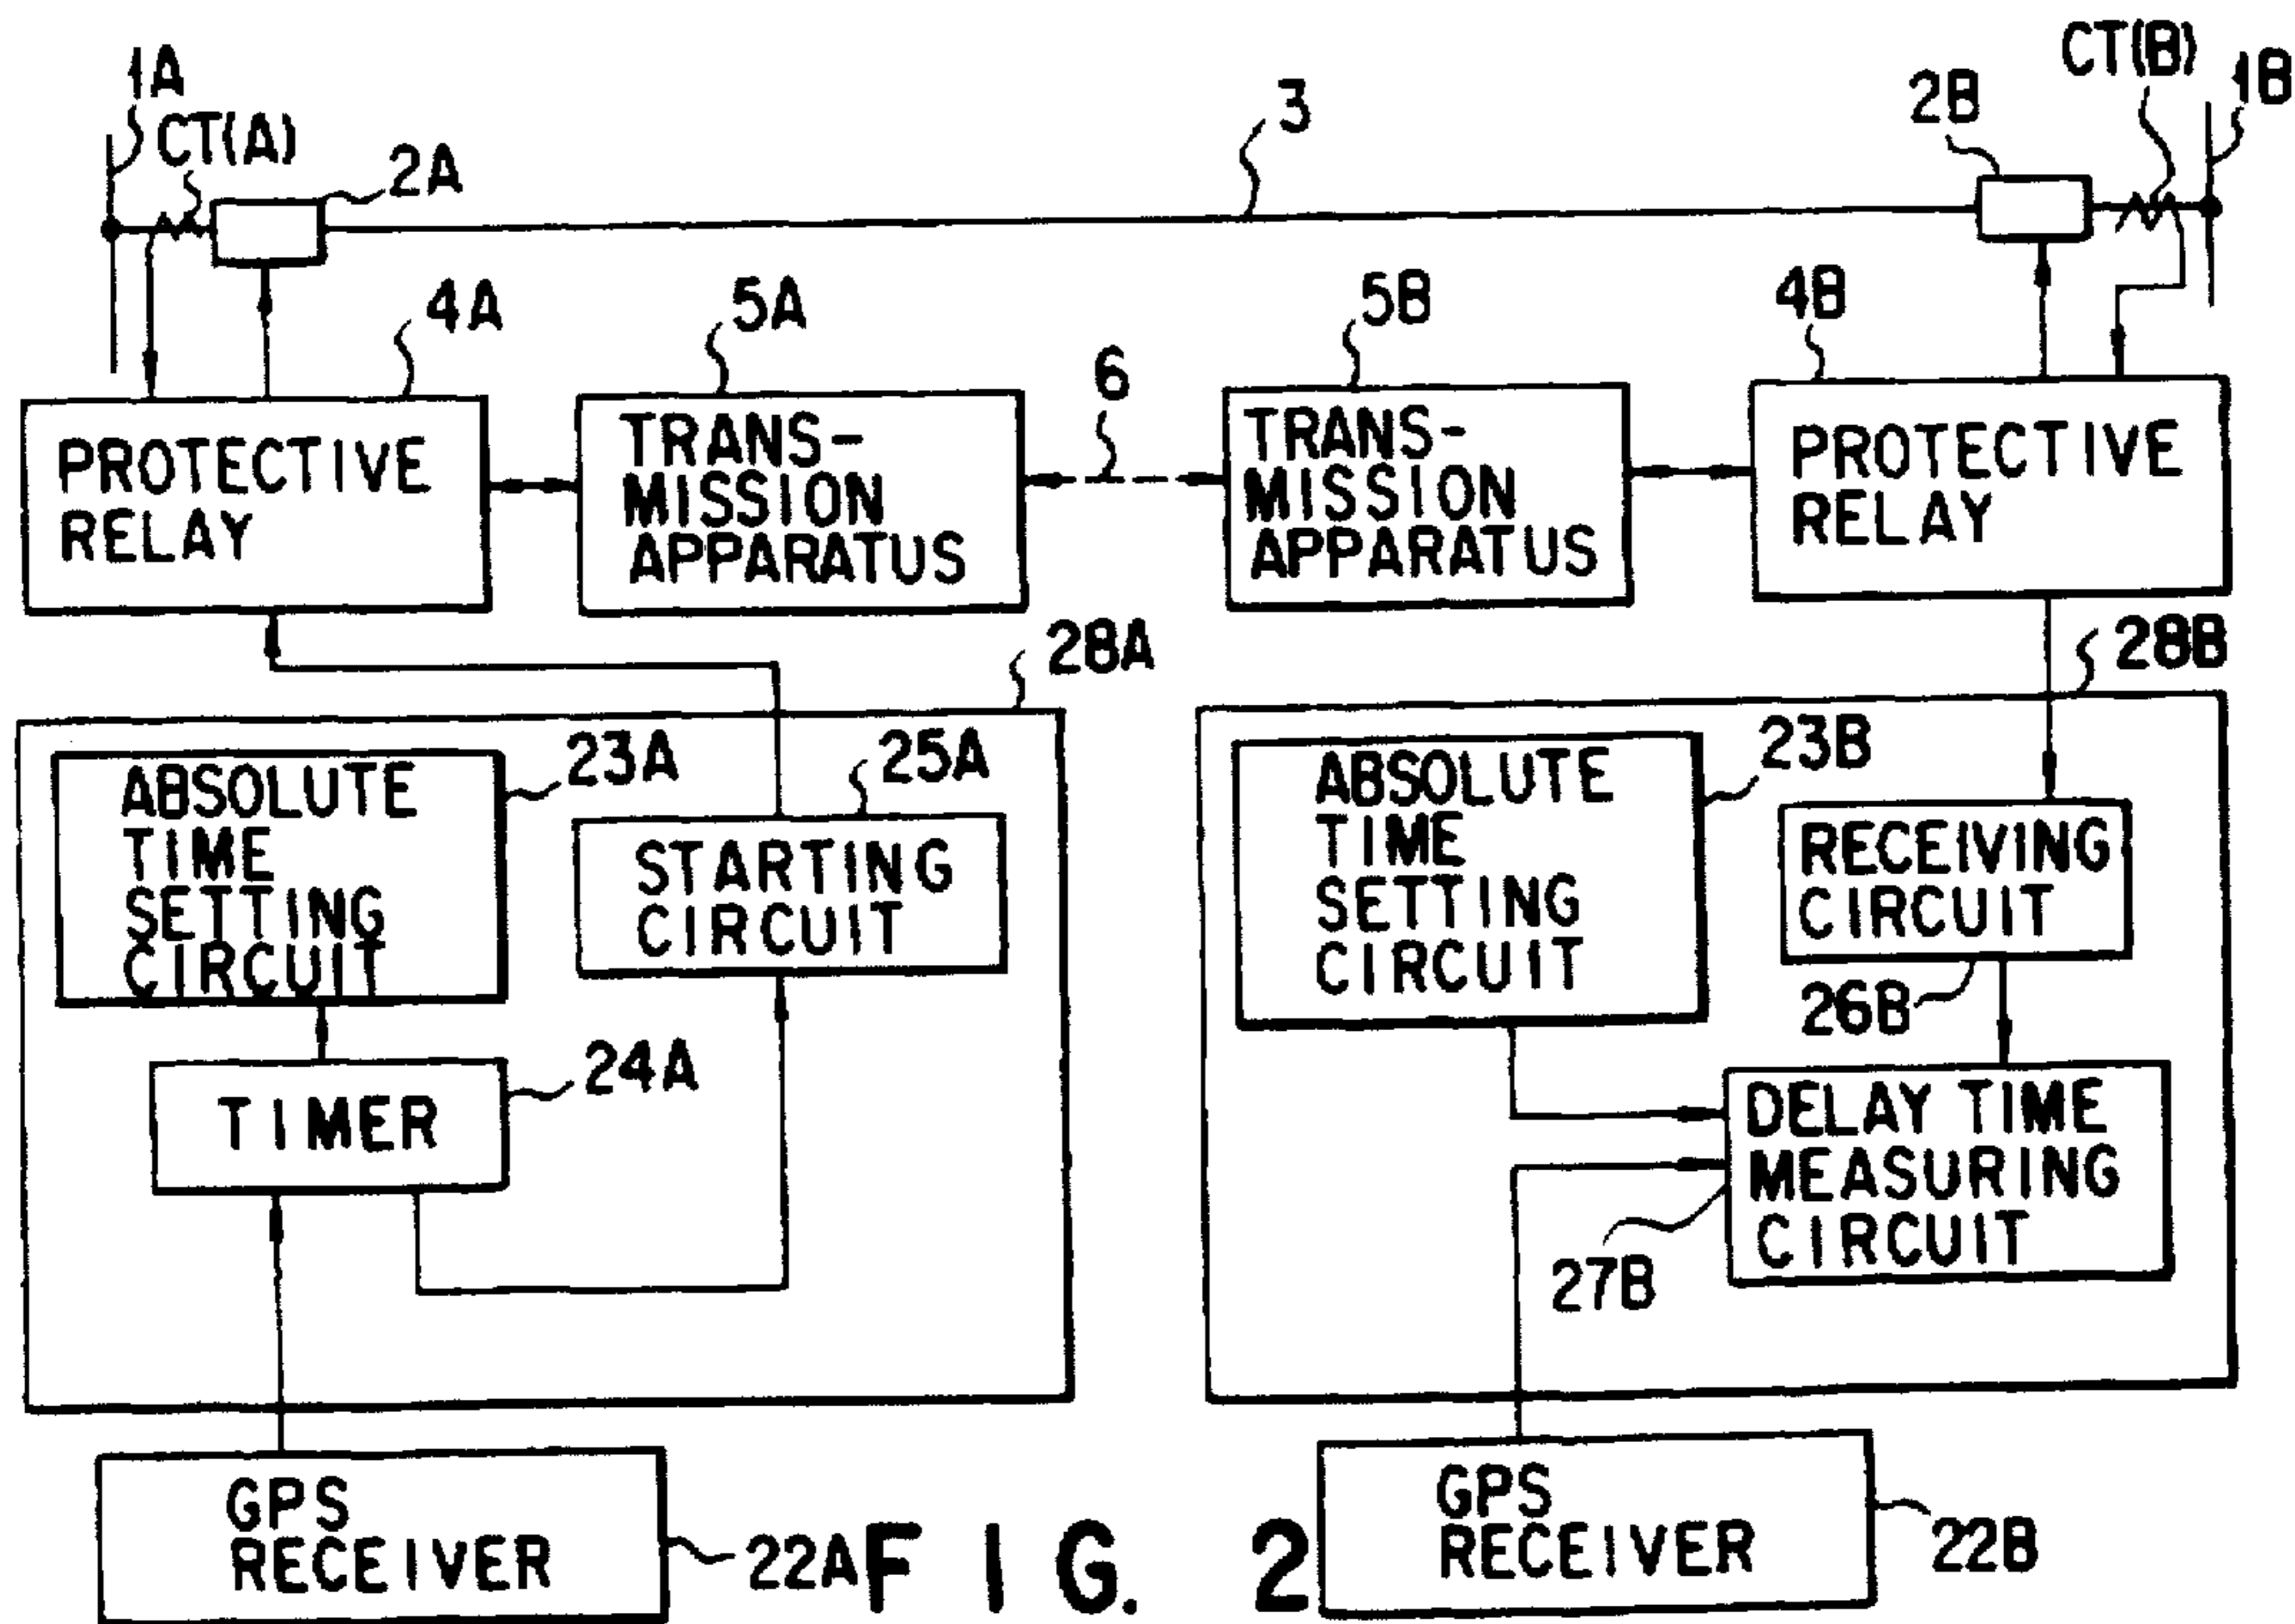 1A
CT(A)
2A
3
2B
CT(B)
1B
4A
5A
6
5B
4B
PROTECTIVE
RELAY
TRANS-
MISSION
APPARATUS
TRANS-
MISSION
APPARATUS
PROTECTIVE
RELAY
28A
28B
ABSOLUTE
TIME
SETTING
CIRCUIT
23A
25A
STARTING
CIRCUIT
TIMER
24A
ABSOLUTE
TIME
SETTING
CIRCUIT
23B
RECEIVING
CIRCUIT
26B
DELAY TIME
MEASURING
CIRCUIT
27B
GPS
RECEIVER
22A
FIG. 2
GPS
RECEIVER
22B